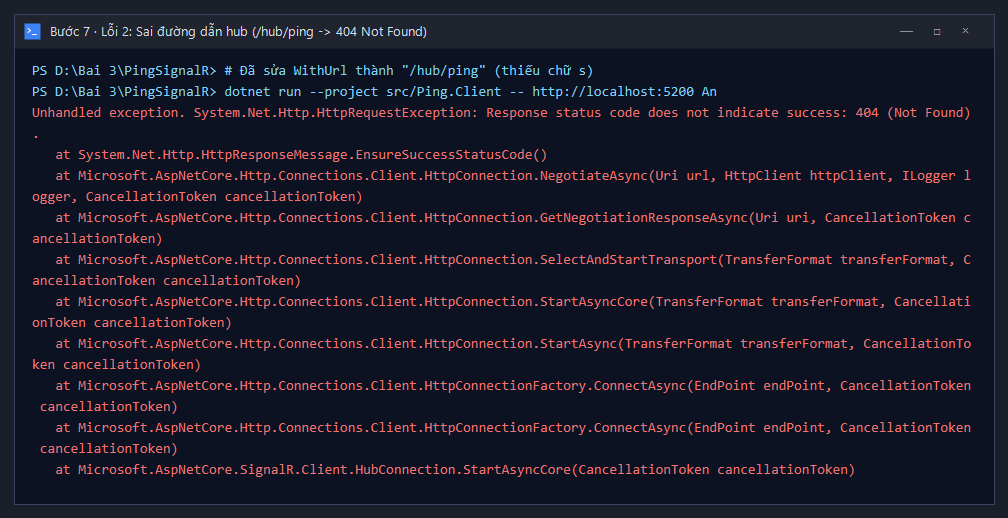 Bước 7 · Lỗi 2: Sai đường dẫn hub (/hub/ping -> 404 Not Found)
PS D:\Bai 3\PingSignalR> # Đã sửa WithUrl thành "/hub/ping" (thiếu chữ s)
PS D:\Bai 3\PingSignalR> dotnet run --project src/Ping.Client -- http://localhost:5200 An
Unhandled exception. System.Net.Http.HttpRequestException: Response status code does not indicate success: 404 (Not Found)
.
   at System.Net.Http.HttpResponseMessage.EnsureSuccessStatusCode()
   at Microsoft.AspNetCore.Http.Connections.Client.HttpConnection.NegotiateAsync(Uri url, HttpClient httpClient, ILogger l
ogger, CancellationToken cancellationToken)
   at Microsoft.AspNetCore.Http.Connections.Client.HttpConnection.GetNegotiationResponseAsync(Uri uri, CancellationToken c
ancellationToken)
   at Microsoft.AspNetCore.Http.Connections.Client.HttpConnection.SelectAndStartTransport(TransferFormat transferFormat, C
ancellationToken cancellationToken)
   at Microsoft.AspNetCore.Http.Connections.Client.HttpConnection.StartAsyncCore(TransferFormat transferFormat, Cancellati
onToken cancellationToken)
   at Microsoft.AspNetCore.Http.Connections.Client.HttpConnection.StartAsync(TransferFormat transferFormat, CancellationTo
ken cancellationToken)
   at Microsoft.AspNetCore.Http.Connections.Client.HttpConnectionFactory.ConnectAsync(EndPoint endPoint, CancellationToken
 cancellationToken)
   at Microsoft.AspNetCore.Http.Connections.Client.HttpConnectionFactory.ConnectAsync(EndPoint endPoint, CancellationToken
 cancellationToken)
   at Microsoft.AspNetCore.SignalR.Client.HubConnection.StartAsyncCore(CancellationToken cancellationToken)